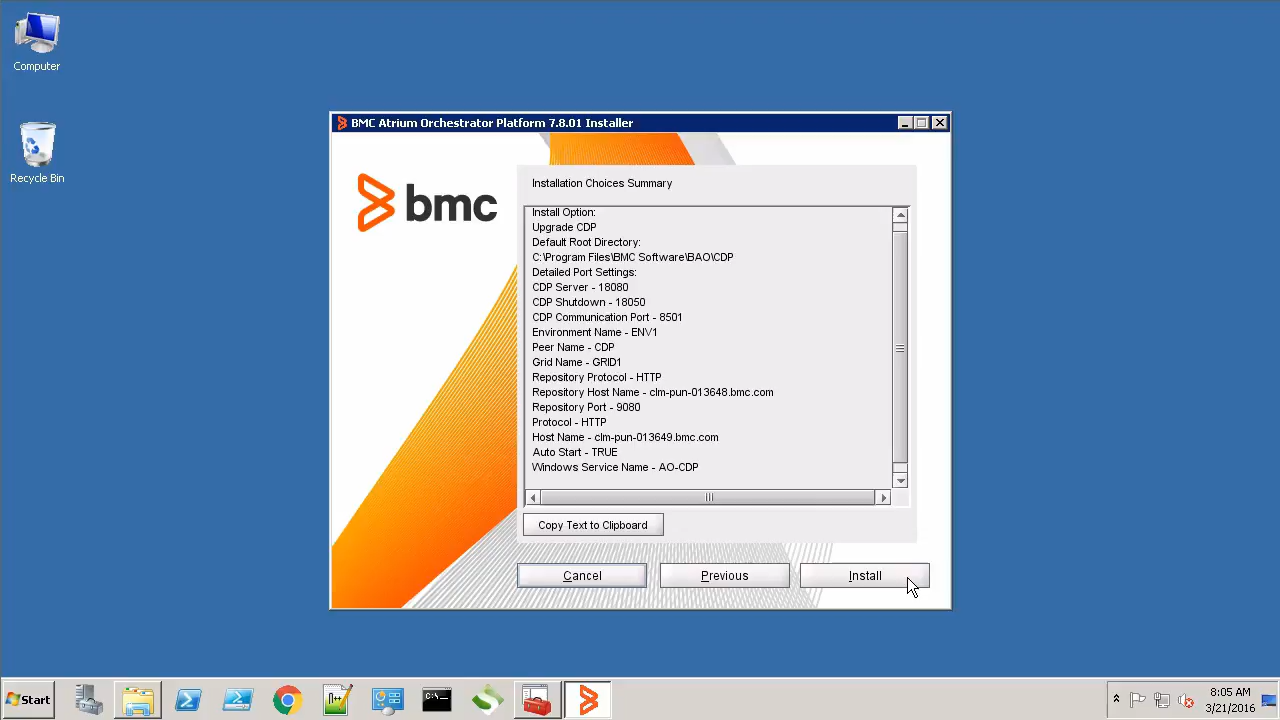 Computer
Recycle Bin
BMC Atrium Orchestrator Platform 7.8.01 Installer
bmc
Installation Choices Summary
Install Option:
Upgrade CDP
Default Root Directory:
C:\Program Files\BMC Software\BAO\CDP
Detailed Port Settings:
CDP Server - 18080
CDP Shutdown - 18050
CDP Communication Port - 8501
Environment Name - ENV1
Peer Name - CDP
Grid Name - GRID1
Repository Protocol - HTTP
Repository Host Name - clm-pun-013648.bmc.com
Repository Port - 9080
Protocol - HTTP
Host Name - clm-pun-013649.bmc.com
Auto Start - TRUE
Windows Service Name - AO-CDP
Copy Text to Clipboard
Cancel
Previous
Install
Start
8:05 AM
3/21/2016